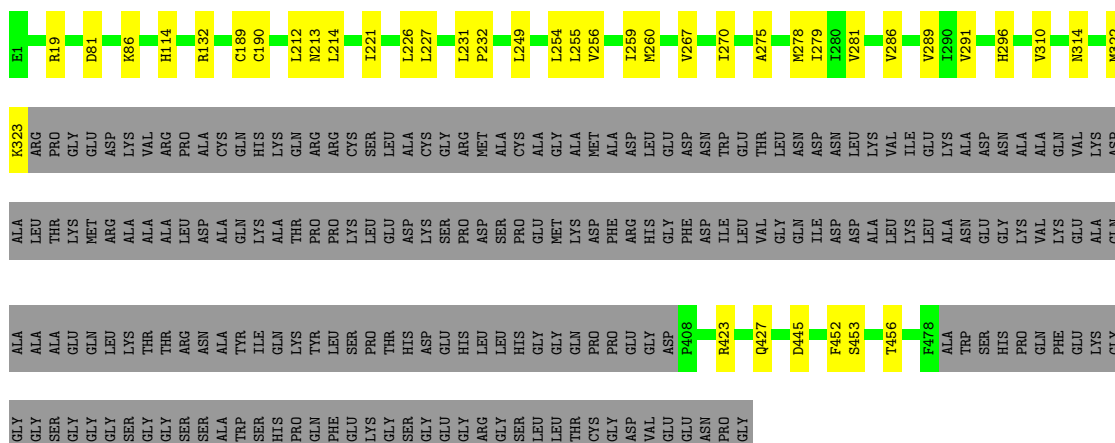 E1 R19 D81 K86 H114 R132 C189 C190 L212 N213 L214 I221 L226 L227 L231 P232 L249 L254 L255 V256 I259 M260 V267 I270 A275 M278 I279 I280 V281 V286 V289 I290 V291 H296 V310 N314 M322
K323 ARG PRO GLY GLU ASP LYS VAL ARG PRO ALA CYS GLN HIS LYS GLN ARG ARG CYS SER LEU ALA CYS GLY ARG MET ALA CYS ALA GLY ALA MET ALA ASP LEU GLU ASP ASN TRP GLU THR LEU ASN ASP ASN LEU LYS VAL ILE GLU LYS ALA ASP ASN ALA ALA GLN VAL LYS ASP
ALA LEU THR LYS MET ARG ALA ALA ALA LEU ASP ALA GLN LYS ALA THR PRO PRO LYS LEU GLU ASP LYS SER PRO ASP SER PRO GLU MET LYS ASP PHE ARG HIS GLY PHE ASP ILE LEU VAL GLY GLN ILE ASP ASP ALA LEU LYS LEU ALA ASN GLU GLY LYS VAL LYS GLU ALA GLN
ALA ALA ALA GLU GLN LEU LYS THR THR ARG ASN ALA TYR ILE GLN LYS TYR LEU SER PRO THR HIS ASP GLU HIS LEU LEU HIS GLY GLY THR GLN PRO PRO GLU GLY ASP P408 R423 Q427 D445 F452 S453 T456 F478 ALA TRP SER HIS PRO GLN PHE GLU LYS GLY
GLY GLY SER GLY GLY GLY SER GLY GLY SER SER ALA TRP SER HIS PRO GLN PHE GLU LYS GLY SER GLY GLU GLY ARG GLY SER LEU LEU THR CYS GLY ASP VAL GLU GLU ASN PRO GLY